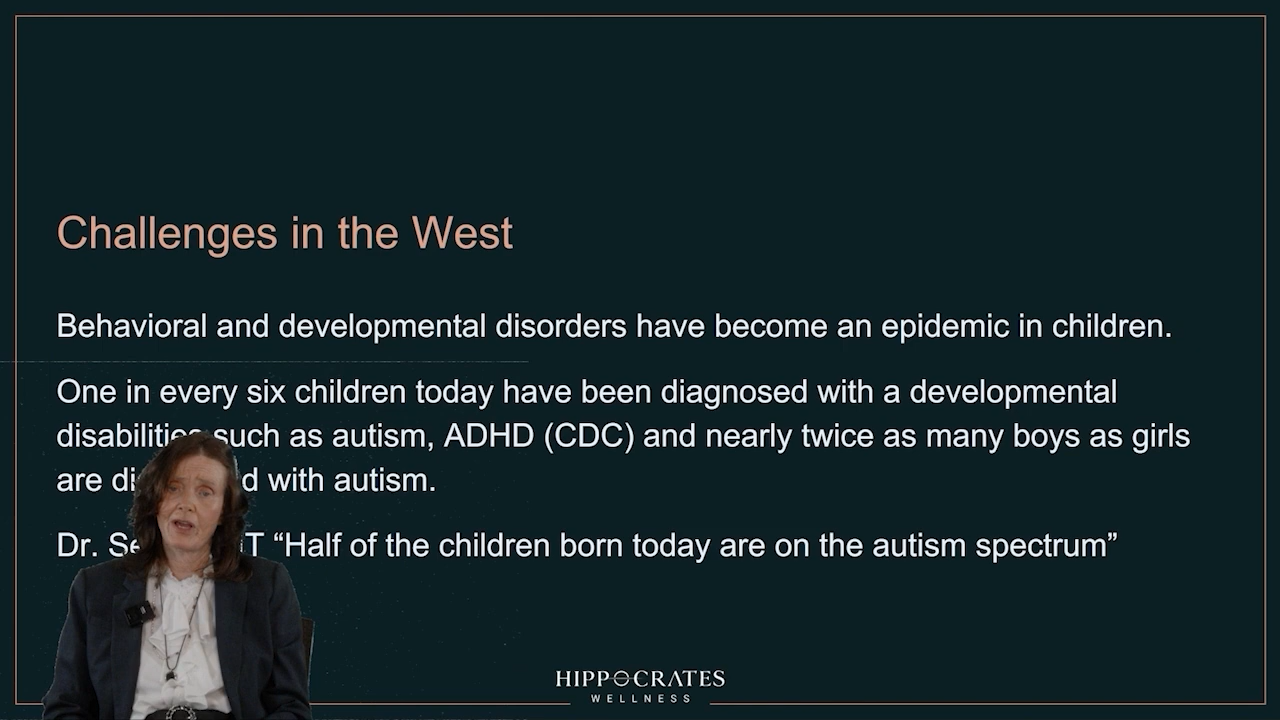 Challenges in the West
Behavioral and developmental disorders have become an epidemic in children.
One in every six children today have been diagnosed with a developmental
disabilities such as autism, ADHD (CDC) and nearly twice as many boys as girls
are with autism.
Dr. “Half of the children born today are on the autism spectrum”
HIPPOCRATES
WELLNESS